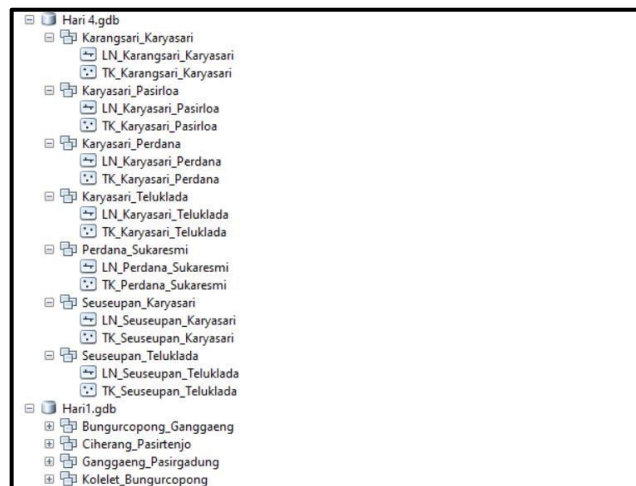 Hari 4.gdb
Karangsari_Karyasari
LN_Karangsari_Karyasari
TK_Karangsari_Karyasari
Karyasari_Pasirloa
LN_Karyasari_Pasirloa
TK_Karyasari_Pasirloa
Karyasari_Perdana
LN_Karyasari_Perdana
TK_Karyasari_Perdana
Karyasari_Teluklada
LN_Karyasari_Teluklada
TK_Karyasari_Teluklada
Perdana_Sukaresmi
LN_Perdana_Sukaresmi
TK_Perdana_Sukaresmi
Seuseupan_Karyasari
LN_Seuseupan_Karyasari
TK_Seuseupan_Karyasari
Seuseupan_Teluklada
LN_Seuseupan_Teluklada
TK_Seuseupan_Teluklada
Hari1.gdb
Bungurcopong_Ganggaeng
Ciherang_Pasirtenjo
Ganggaeng_Pasirgadung
Kolelet_Bungurcopong